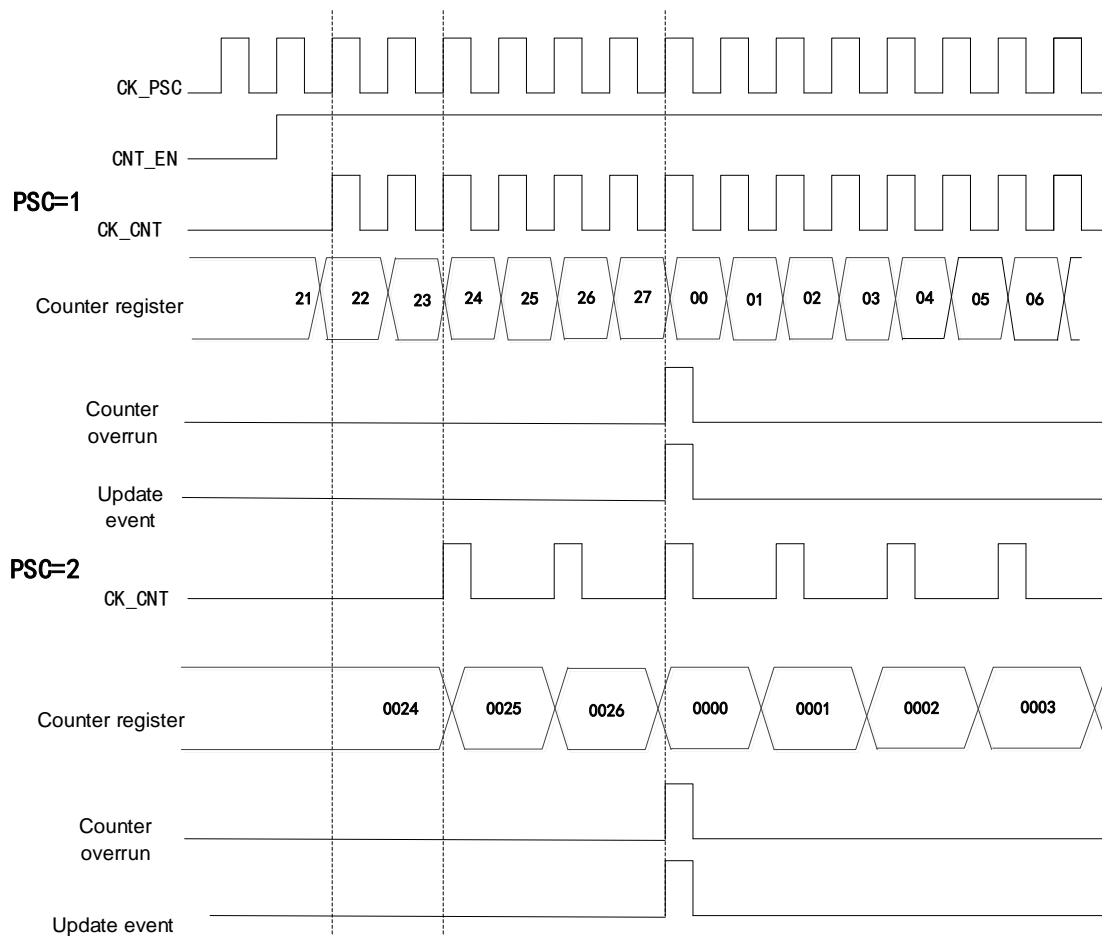 CK_PSC
CNT_EN
PSC=1
CK_CNT
Counter register
21 22 23 24 25 26 27 00 01 02 03 04 05 06
Counter
overrun
Update
event
PSC=2
CK_CNT
Counter register
0024 0025 0026 0000 0001 0002 0003
Counter
overrun
Update event